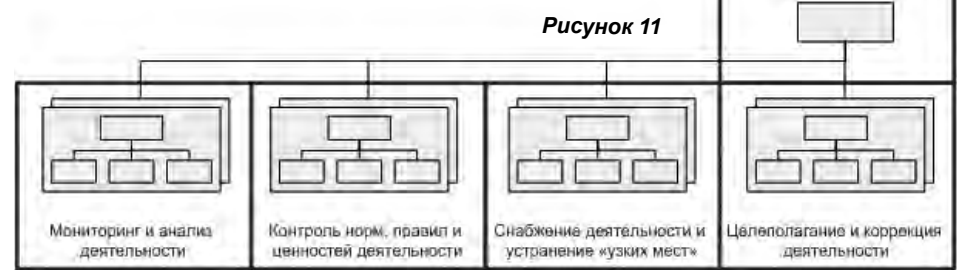 Рисунок 11
Мониторинг и анализ
деятельности
Контроль норм, правил и
ценностей деятельности
Снабжение деятельности и
устранение «узких мест»
Целеполагание и коррекция
деятельности